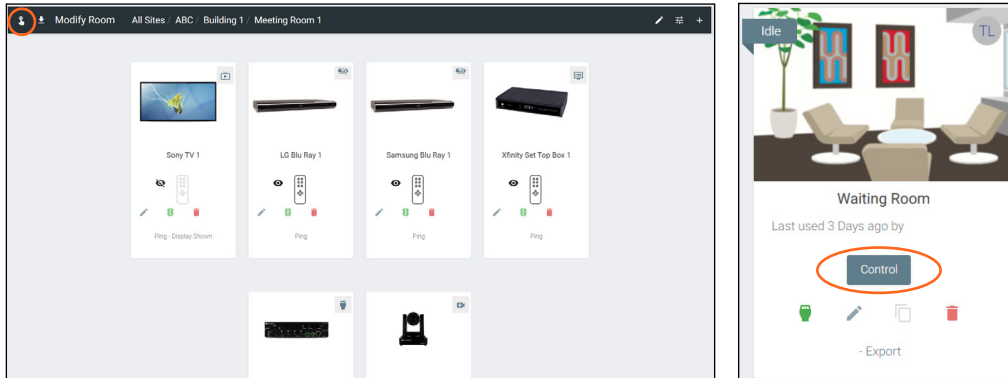 Modify Room All Sites / ABC / Building 1 / Meeting Room 1
Sony TV 1
LG Blu Ray 1
Samsung Blu Ray 1
Xfinity Set Top Box 1
Ping - Display Shown
Ping
Ping
Ping
Idle
TL
Waiting Room
Last used 3 Days ago by
Control
- Export